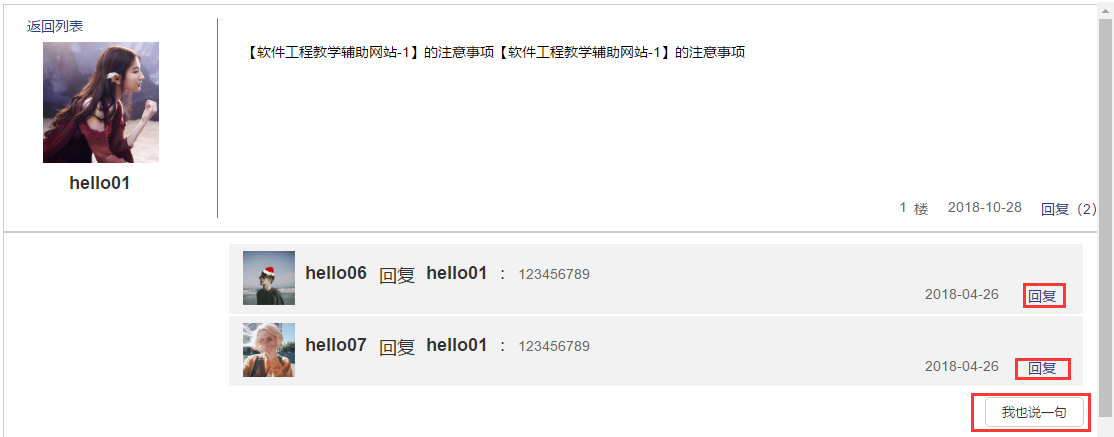 返回列表
hello01
【软件工程教学辅助网站-1】的注意事项【软件工程教学辅助网站-1】的注意事项
1 楼 2018-10-28 回复（2）
hello06 回复 hello01 : 123456789
2018-04-26 回复
hello07 回复 hello01 : 123456789
2018-04-26 回复
我也说一句